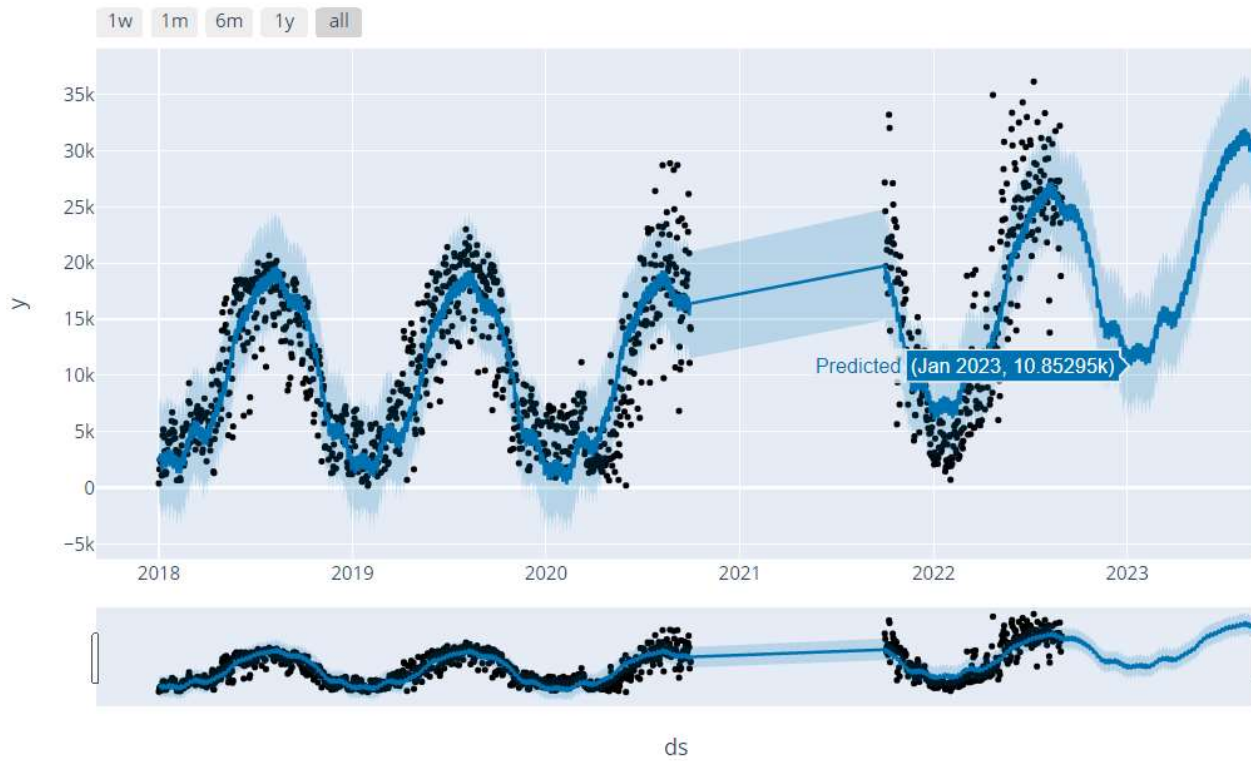 1w 1m 6m 1y all
35k
30k
25k
20k
15k
10k
5k
0
−5k
y
Predicted (Jan 2023, 10.85295k)
2018 2019 2020 2021 2022 2023
ds